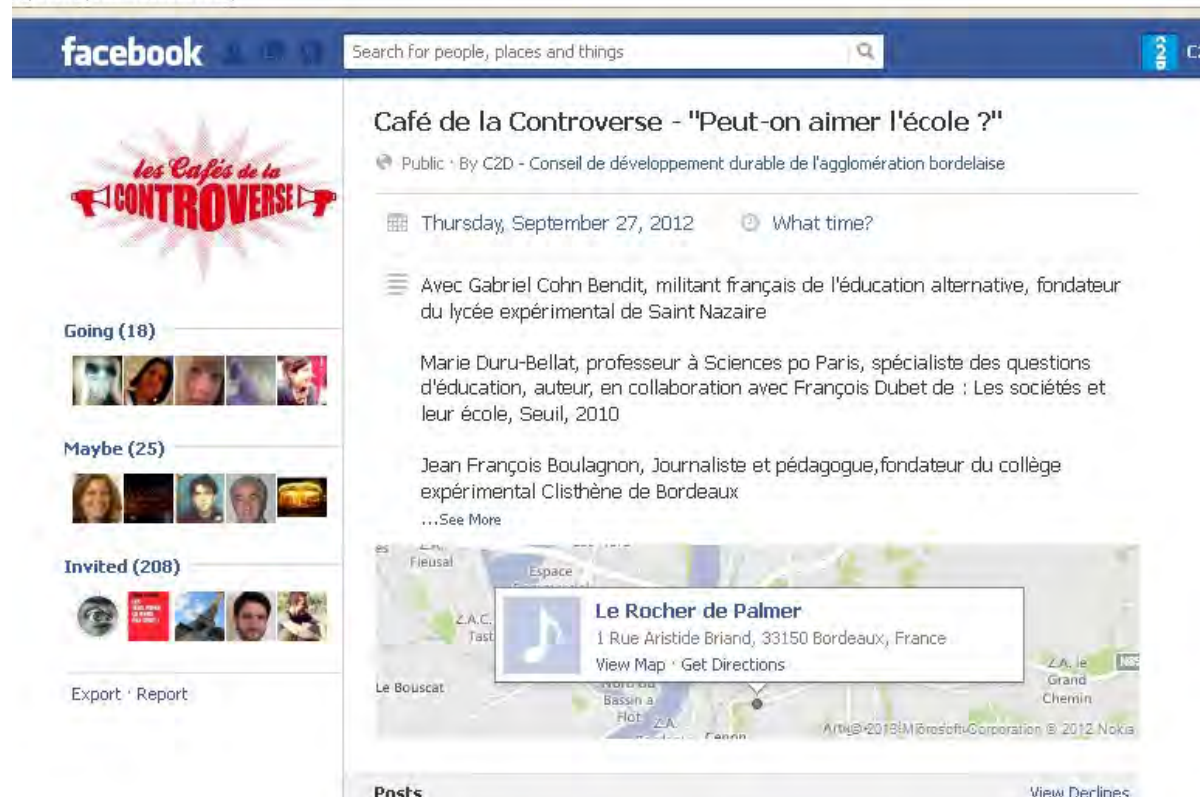 facebook
Search for people, places and things
les Cafés de la
CONTROVERSE
Café de la Controverse - "Peut-on aimer l'école ?"
Public · By C2D - Conseil de développement durable de l'agglomération bordelaise
Thursday, September 27, 2012
What time?
Avec Gabriel Cohn Bendit, militant français de l'éducation alternative, fondateur
du lycée expérimental de Saint Nazaire
Marie Duru-Bellat, professeur à Sciences po Paris, spécialiste des questions
d'éducation, auteur, en collaboration avec François Dubet de : Les sociétés et
leur école, Seuil, 2010
Jean François Boulagnon, Journaliste et pédagogue,fondateur du collège
expérimental Clisthène de Bordeaux
...See More
Going (18)
Maybe (25)
Invited (208)
Export · Report
Fieusal
Espace
Z.A.C.
Tast
Le Rocher de Palmer
1 Rue Aristide Briand, 33150 Bordeaux, France
View Map · Get Directions
Le Bouscat
Bassin a
Flot
Z.A.
Cenon
Z.A. le
Grand
Chemin
© 2012 Nokia
Posts
View Declines